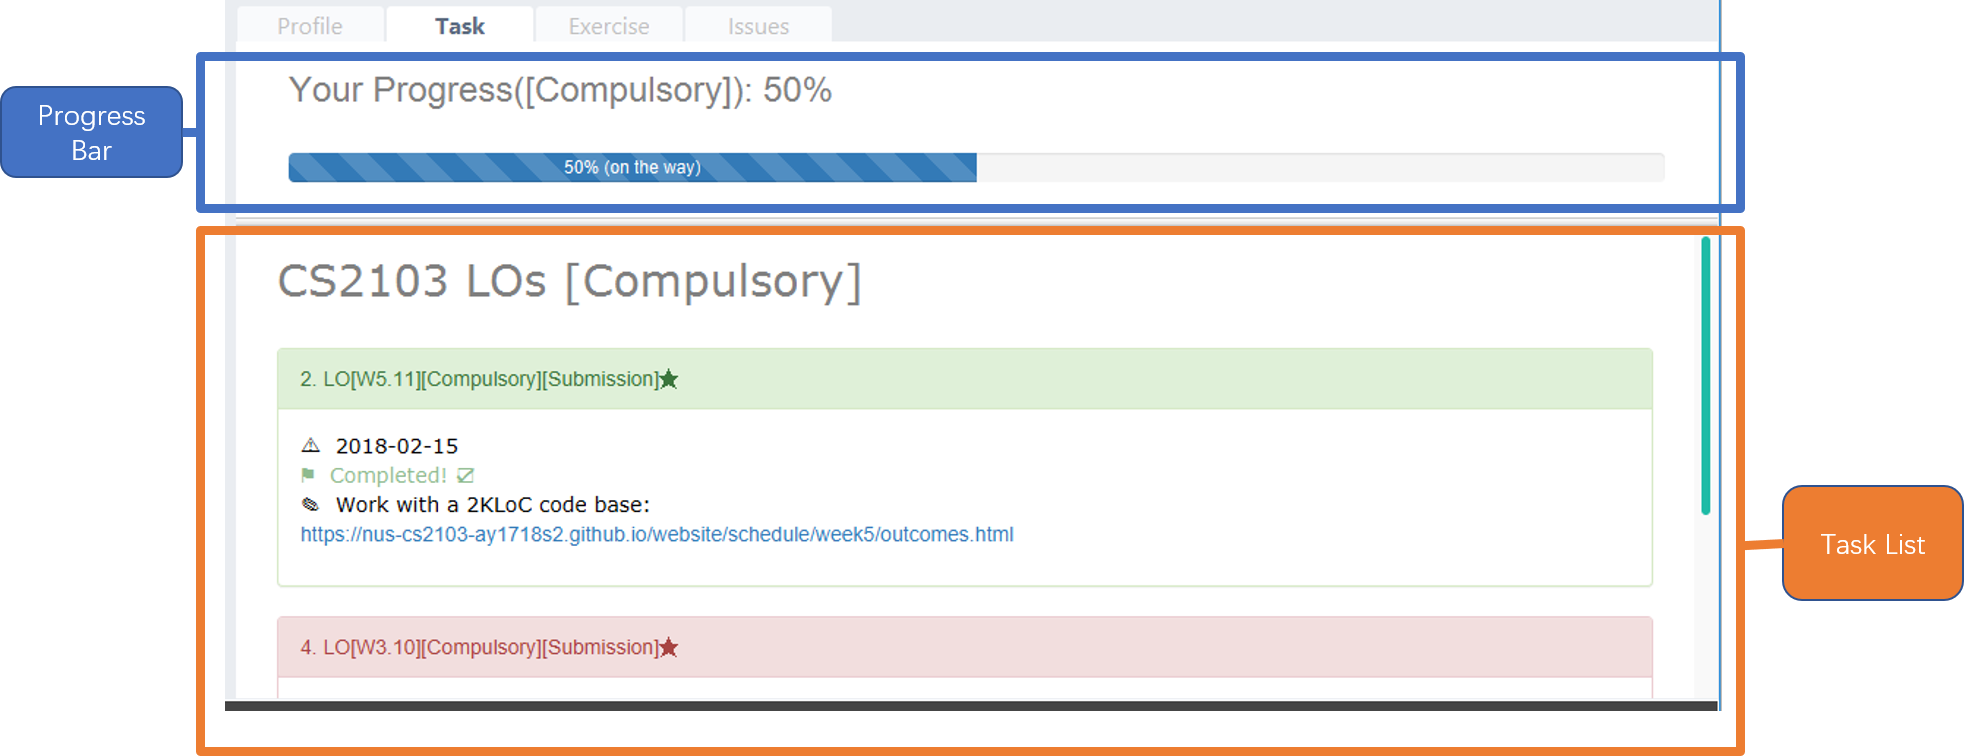 Profile
Task
Exercise
Issues
Progress
Bar
Your Progress([Compulsory]): 50%
50% (on the way)
CS2103 LOs [Compulsory]
2. LO[W5.11][Compulsory][Submission]★
⚠ 2018-02-15
⚑ Completed! ☑
✎ Work with a 2KLoC code base:
https://nus-cs2103-ay1718s2.github.io/website/schedule/week5/outcomes.html
Task List
4. LO[W3.10][Compulsory][Submission]★